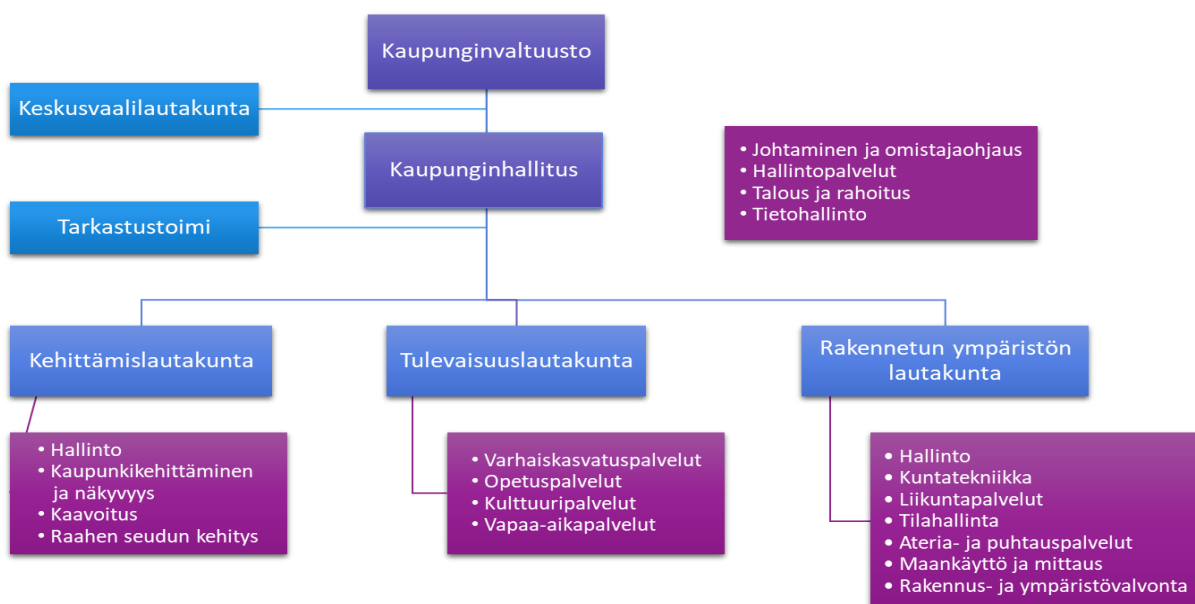 Kaupunginvaltuusto
Keskusvaalilautakunta
Kaupunginhallitus
• Johtaminen ja omistajaohjaus
• Hallintopalvelut
• Talous ja rahoitus
• Tietohallinto
Tarkastustoimi
Kehittämislautakunta
Tulevaisuuslautakunta
Rakennetun ympäristön
lautakunta
• Hallinto
• Kaupunkikehittäminen
ja näkyvyys
• Kaavoitus
• Raahen seudun kehitys
• Varhaiskasvatuspalvelut
• Opetuspalvelut
• Kulttuuripalvelut
• Vapaa-aikapalvelut
• Hallinto
• Kuntatekniikka
• Liikuntapalvelut
• Tilahallinta
• Ateria- ja puhtauspalvelut
• Maankäyttö ja mittaus
• Rakennus- ja ympäristövalvonta